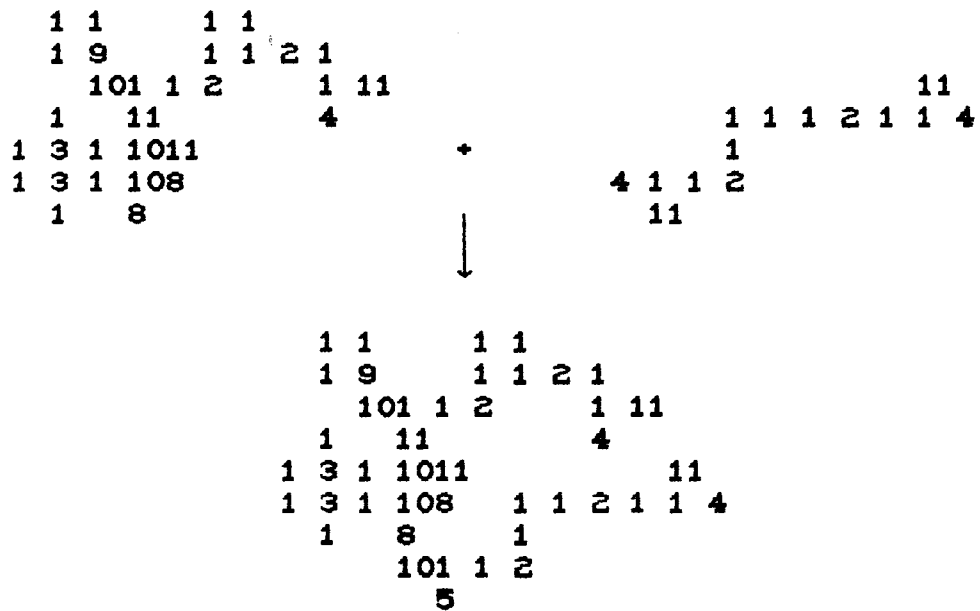 1 1 1 1
1 9 1 1 2 1
101 1 2 1 11 11
1 11 4 1 1 1 2 1 1 4
1 3 1 1011 + 1
1 3 1 108 4 1 1 2
1 8 11
1 1 1 1
1 9 1 1 2 1
101 1 2 1 11
1 11 4
1 3 1 1011 11
1 3 1 108 1 1 2 1 1 4
1 8 1
101 1 2
5